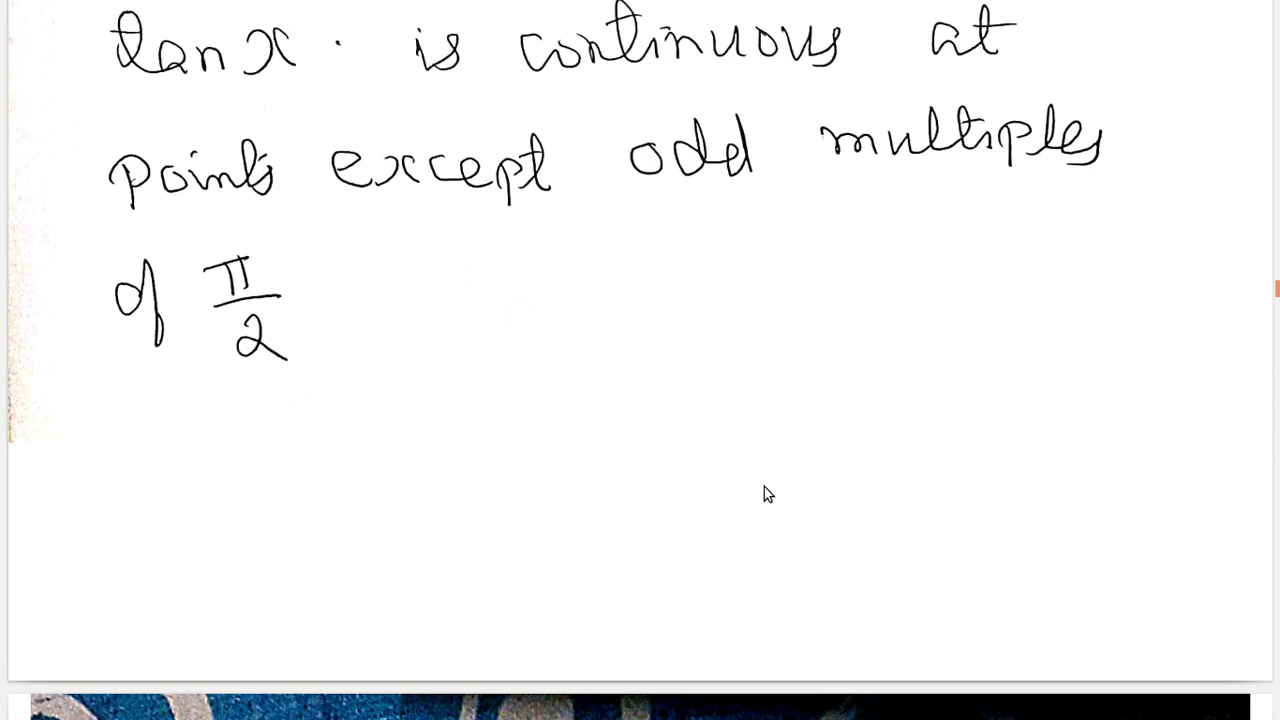 tan x . is continuous at
points except odd multiples
of π/2